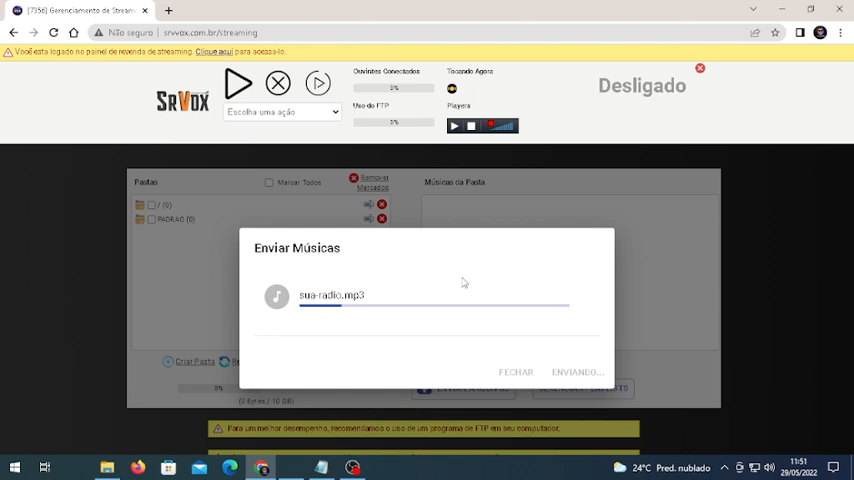 [7356] Gerenciamento de Stream
Não seguro
srvvox.com.br/streaming
Você esta logado no painel de revenda de streaming. Clique aqui para acessa-lo.
SRVOX
Escolha uma ação
Ouvintes Conectados
0%
Uso do FTP
0%
Tocando Agora
Players
Desligado
Pastas
Marcar Todos
Remover
Marcados
Músicas da Pasta
/ (0)
PADRAO (0)
Enviar Músicas
sua-radio.mp3
FECHAR
ENVIANDO...
Criar Pasta
0%
(0 Bytes / 10 GB)
Para um melhor desempenho, recomendamos o uso de um programa de FTP em seu computador.
24°C Pred. nublado
11:51
29/05/2022